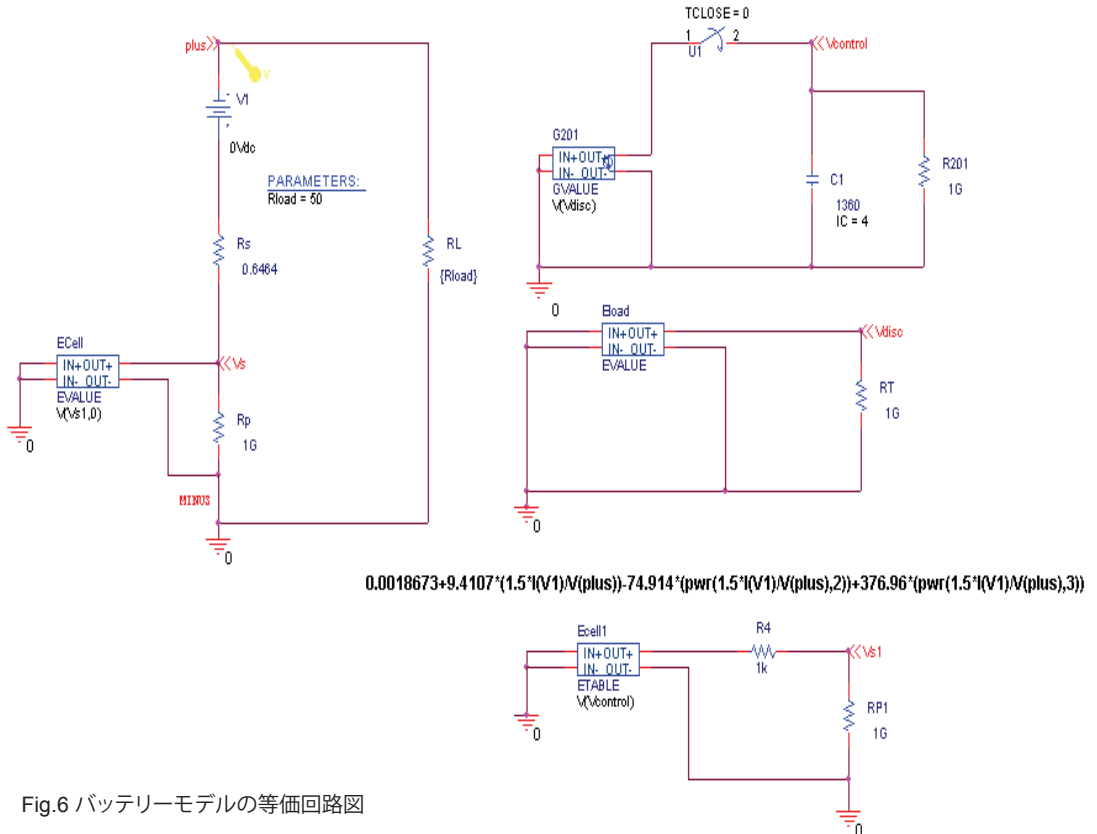 plus
V
V1
0Vdc
PARAMETERS:
Rload = 50
Rs
0.6464
RL
{Rload}
ECell
IN+OUT+
IN- OUT-
EVALUE
V(Vs1,0)
0
Vs
Rp
1G
MINUS
0
TCLOSE = 0
1
2
U1
Vcontrol
G201
IN+OUT+
IN- OUT-
GVALUE
V(Vdisc)
C1
1360
IC = 4
R201
1G
0
Eload
IN+OUT+
IN- OUT-
EVALUE
Vdisc
RT
1G
0
0.0018673+9.4107*(1.5*I(V1)/V(plus))-74.914*(pwr(1.5*I(V1)/V(plus),2))+376.96*(pwr(1.5*I(V1)/V(plus),3))
Ecell1
IN+OUT+
IN- OUT-
ETABLE
V(Vcontrol)
R4
1k
Vs1
RP1
1G
0
0
Fig.6 バッテリーモデルの等価回路図